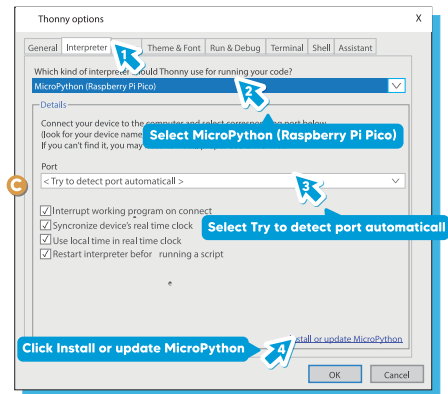 Thonny options X
General Interpreter Theme & Font Run & Debug Terminal Shell Assistant
1
Which kind of interpreter should Thonny use for running your code?
MicroPython (Raspberry Pi Pico)
2
Details
Connect your device to the computer and select corresponding port below
(look for your device name
If you can't find it, you may
Select MicroPython (Raspberry Pi Pico)
C
Port
< Try to detect port automaticall >
3
Interrupt working program on connect
Syncronize device's real time clock
Select Try to detect port automaticall
Use local time in real time clock
Restart interpreter befor running a script
e
Install or update MicroPython
Click Install or update MicroPython
4
OK Cancel